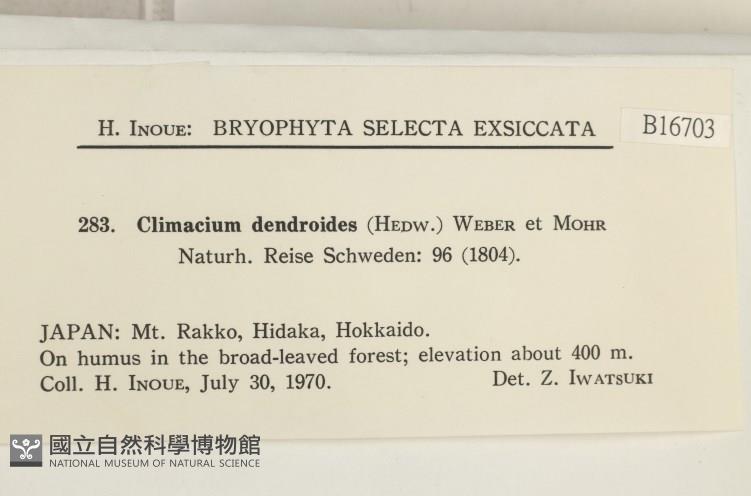 H. INOUE: BRYOPHYTA SELECTA EXSICCATA
B16703
283. Climacium dendroides (HEDW.) WEBER et MOHR
Naturh. Reise Schweden: 96 (1804).
JAPAN: Mt. Rakko, Hidaka, Hokkaido.
On humus in the broad-leaved forest; elevation about 400 m.
Coll. H. INOUE, July 30, 1970. Det. Z. IWATSUKI
國立自然科學博物館
NATIONAL MUSEUM OF NATURAL SCIENCE